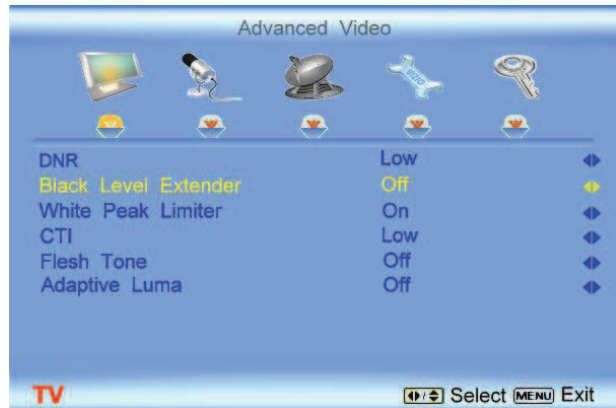 Advanced Video
VIDEO
DNR Low
Black Level Extender Off
White Peak Limiter On
CTI Low
Flesh Tone Off
Adaptive Luma Off
TV Select MENU Exit